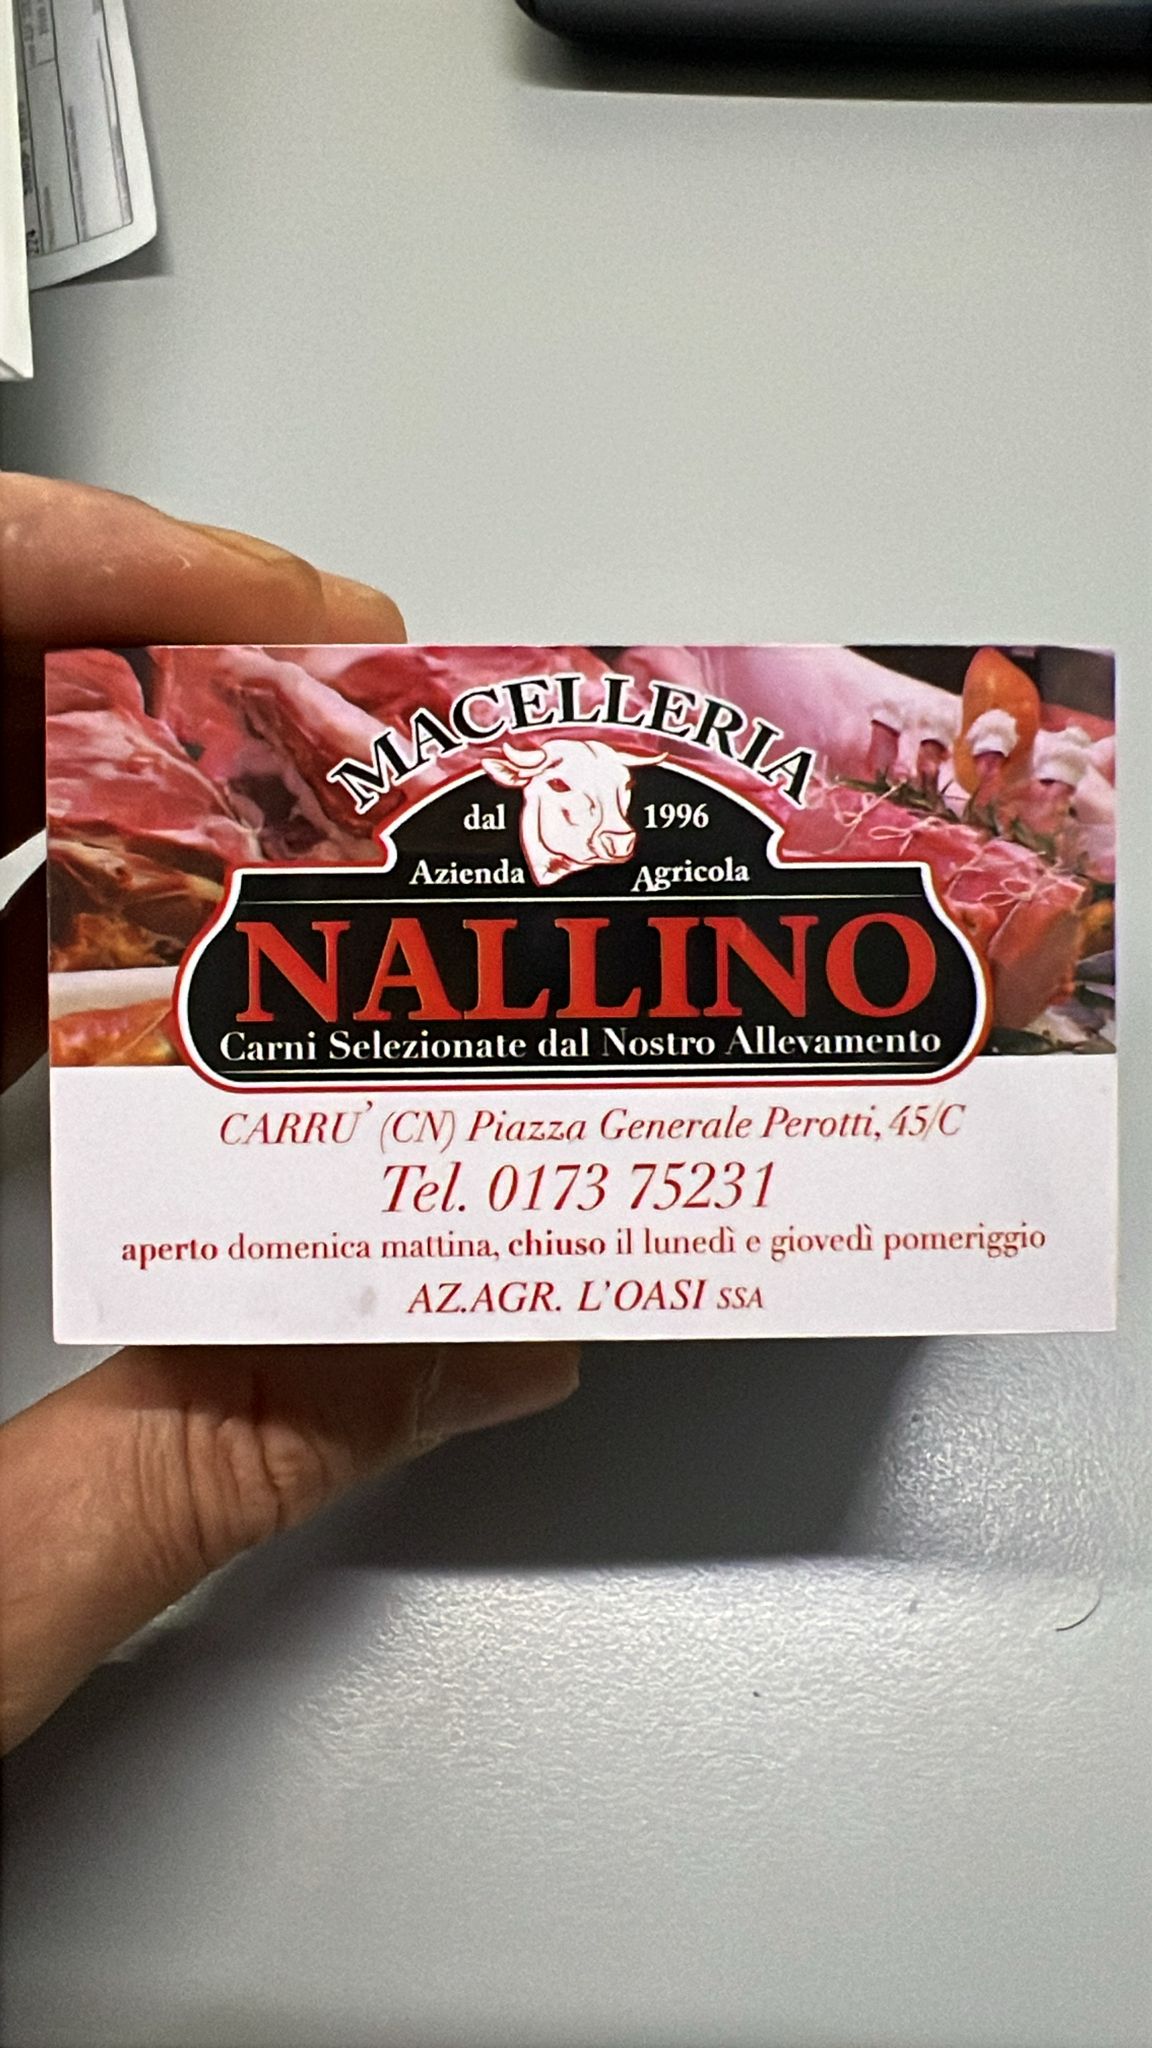 MACELLERIA
dal 1996
Azienda Agricola
NALLINO
Carni Selezionate dal Nostro Allevamento
CARRU' (CN) Piazza Generale Perotti, 45/C
Tel. 0173 75231
aperto domenica mattina, chiuso il lunedì e giovedì pomeriggio
AZ.AGR. L'OASI SSA